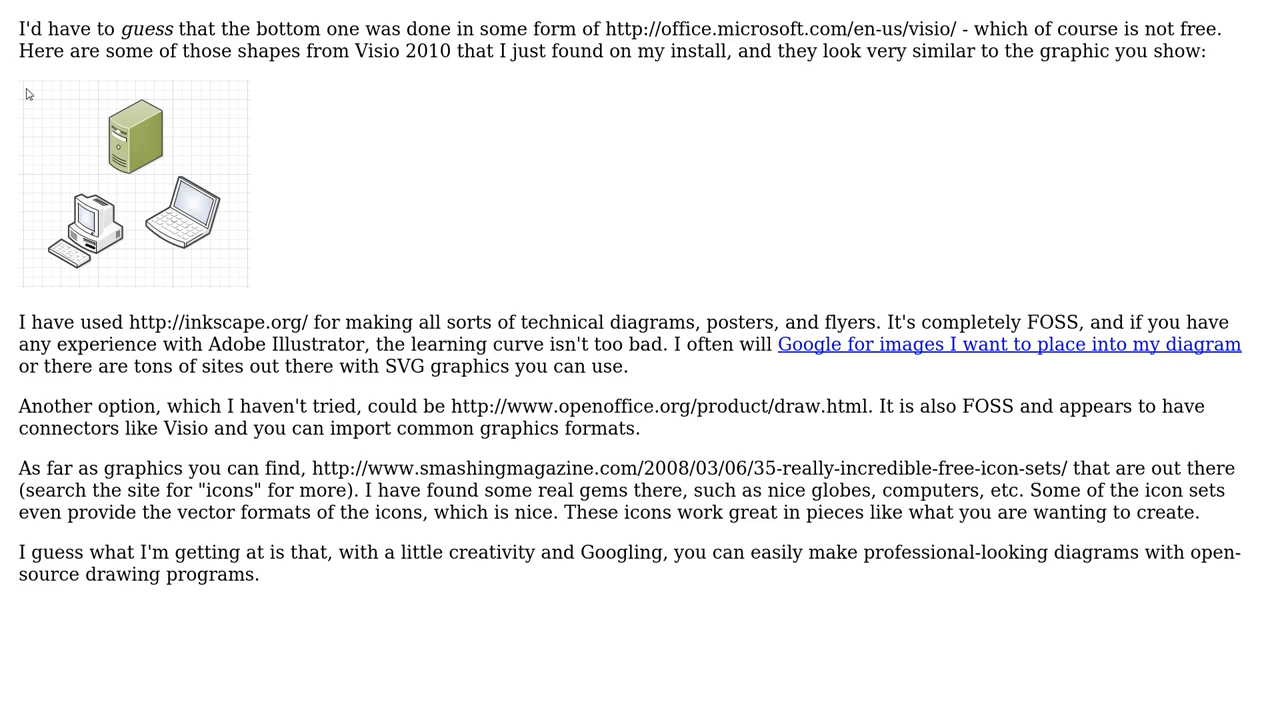 I'd have to guess that the bottom one was done in some form of http://office.microsoft.com/en-us/visio/ - which of course is not free.
Here are some of those shapes from Visio 2010 that I just found on my install, and they look very similar to the graphic you show:
I have used http://inkscape.org/ for making all sorts of technical diagrams, posters, and flyers. It's completely FOSS, and if you have
any experience with Adobe Illustrator, the learning curve isn't too bad. I often will Google for images I want to place into my diagram
or there are tons of sites out there with SVG graphics you can use.
Another option, which I haven't tried, could be http://www.openoffice.org/product/draw.html. It is also FOSS and appears to have
connectors like Visio and you can import common graphics formats.
As far as graphics you can find, http://www.smashingmagazine.com/2008/03/06/35-really-incredible-free-icon-sets/ that are out there
(search the site for "icons" for more). I have found some real gems there, such as nice globes, computers, etc. Some of the icon sets
even provide the vector formats of the icons, which is nice. These icons work great in pieces like what you are wanting to create.
I guess what I'm getting at is that, with a little creativity and Googling, you can easily make professional-looking diagrams with open-
source drawing programs.